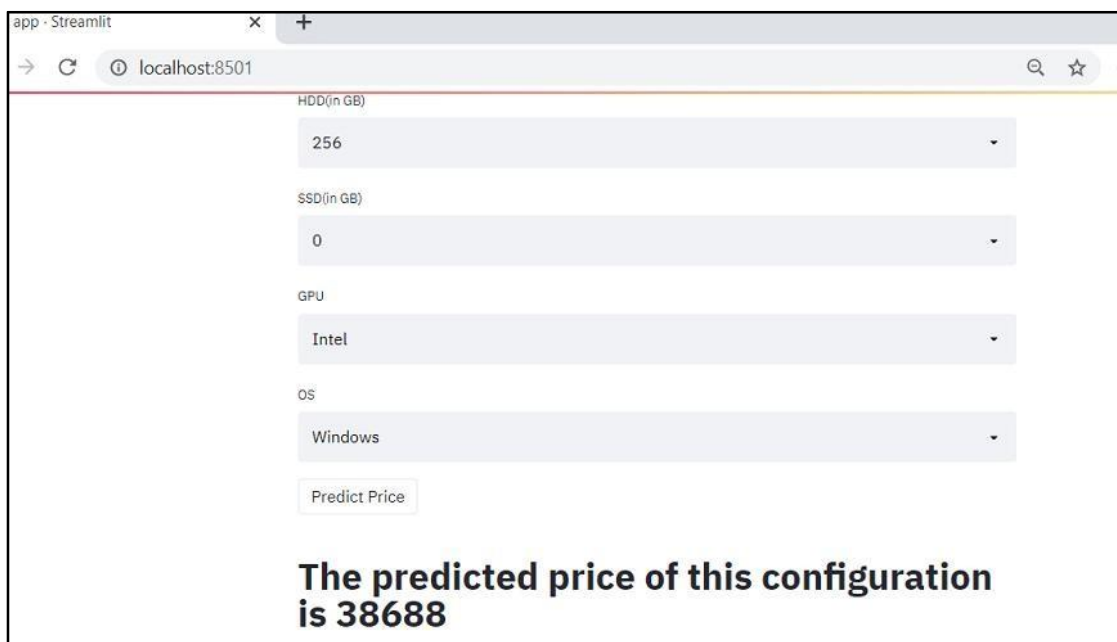 app · Streamlit
localhost:8501
HDD(in GB)
256
SSD(in GB)
0
GPU
Intel
OS
Windows
Predict Price
The predicted price of this configuration
is 38688